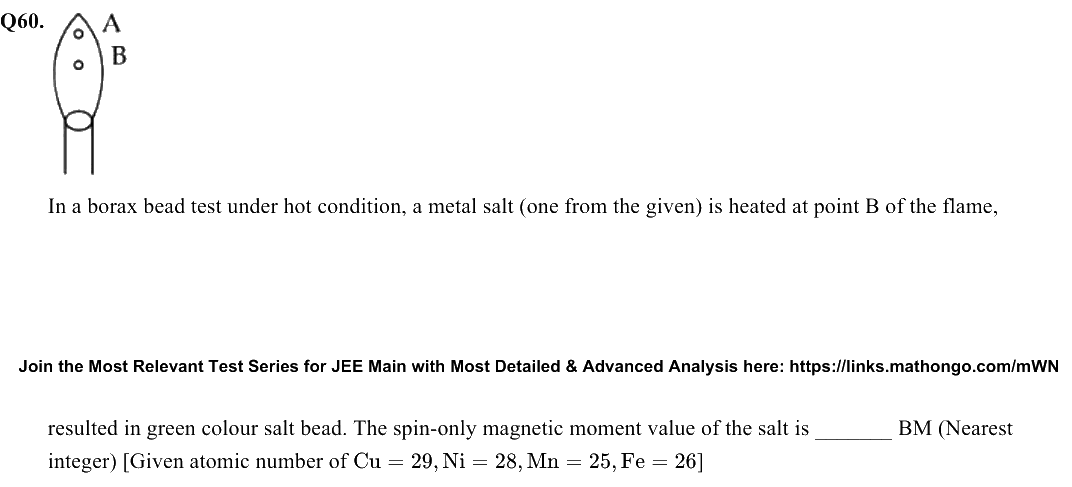 Q60.
A
B
In a borax bead test under hot condition, a metal salt (one from the given) is heated at point B of the flame,
Join the Most Relevant Test Series for JEE Main with Most Detailed & Advanced Analysis here: https://links.mathongo.com/mWN
resulted in green colour salt bead. The spin-only magnetic moment value of the salt is _______ BM (Nearest
integer) [Given atomic number of Cu = 29, Ni = 28, Mn = 25, Fe = 26]